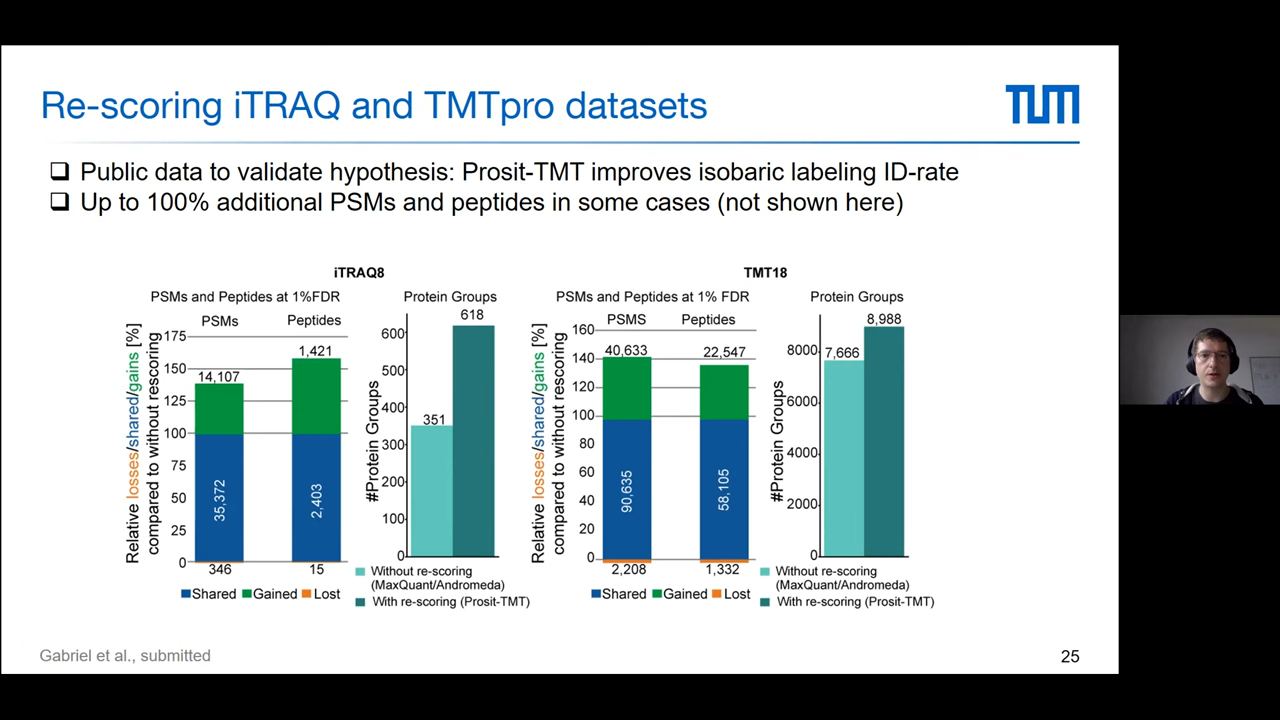 Re-scoring iTRAQ and TMTpro datasets
TUM
Public data to validate hypothesis: Prosit-TMT improves isobaric labeling ID-rate
Up to 100% additional PSMs and peptides in some cases (not shown here)
iTRAQ8
PSMs and Peptides at 1%FDR
PSMs
Peptides
Relative losses/shared/gains [%]
compared to without rescoring
175
150
125
100
75
50
25
0
14,107
1,421
35,372
2,403
346
15
Shared
Gained
Lost
Protein Groups
#Protein Groups
600
500
400
300
200
100
0
351
618
Without re-scoring
(MaxQuant/Andromeda)
With re-scoring (Prosit-TMT)
TMT18
PSMs and Peptides at 1% FDR
PSMS
Peptides
Relative losses/shared/gains [%]
compared to without rescoring
160
140
120
100
80
60
40
20
0
40,633
22,547
90,635
58,105
2,208
1,332
Shared
Gained
Lost
Protein Groups
#Protein Groups
8000
6000
4000
2000
0
7,666
8,988
Without re-scoring
(MaxQuant/Andromeda)
With re-scoring (Prosit-TMT)
Gabriel et al., submitted
25